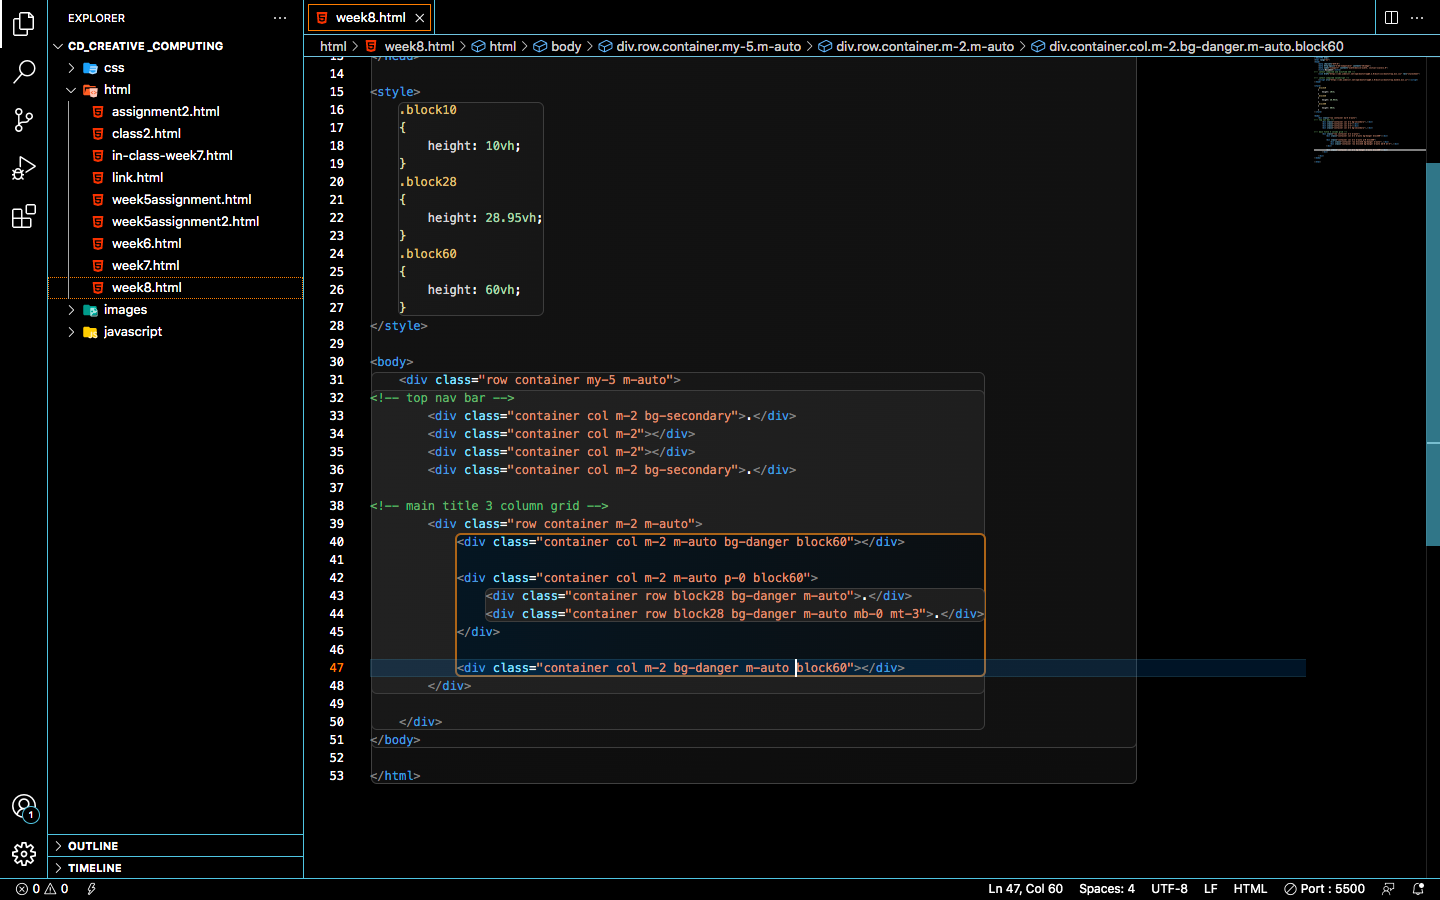 EXPLORER
CD_CREATIVE _COMPUTING
css
html
assignment2.html
class2.html
in-class-week7.html
link.html
week5assignment.html
week5assignment2.html
week6.html
week7.html
week8.html
images
javascript
OUTLINE
TIMELINE
week8.html
html > week8.html > html > body > div.row.container.my-5.m-auto > div.row.container.m-2.m-auto > div.container.col.m-2.bg-danger.m-auto.block60
13 </head>
14
15 <style>
16 .block10
17 {
18 height: 10vh;
19 }
20 .block28
21 {
22 height: 28.95vh;
23 }
24 .block60
25 {
26 height: 60vh;
27 }
28 </style>
29
30 <body>
31 <div class="row container my-5 m-auto">
32 <!-- top nav bar -->
33 <div class="container col m-2 bg-secondary">.</div>
34 <div class="container col m-2"></div>
35 <div class="container col m-2"></div>
36 <div class="container col m-2 bg-secondary">.</div>
37
38 <!-- main title 3 column grid -->
39 <div class="row container m-2 m-auto">
40 <div class="container col m-2 m-auto bg-danger block60"></div>
41
42 <div class="container col m-2 m-auto p-0 block60">
43 <div class="container row block28 bg-danger m-auto">.</div>
44 <div class="container row block28 bg-danger m-auto mb-0 mt-3">.</div>
45 </div>
46
47 <div class="container col m-2 bg-danger m-auto block60"></div>
48 </div>
49
50 </div>
51 </body>
52
53 </html>
1
0 0
Ln 47, Col 60 Spaces: 4 UTF-8 LF HTML Port : 5500